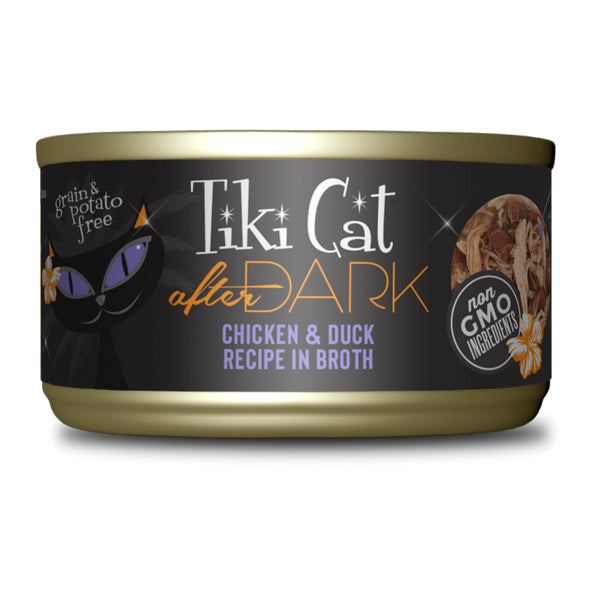 grain &
potato
free
Tiki Cat
after DARK
CHICKEN & DUCK
RECIPE IN BROTH
non
GMO
INGREDIENTS